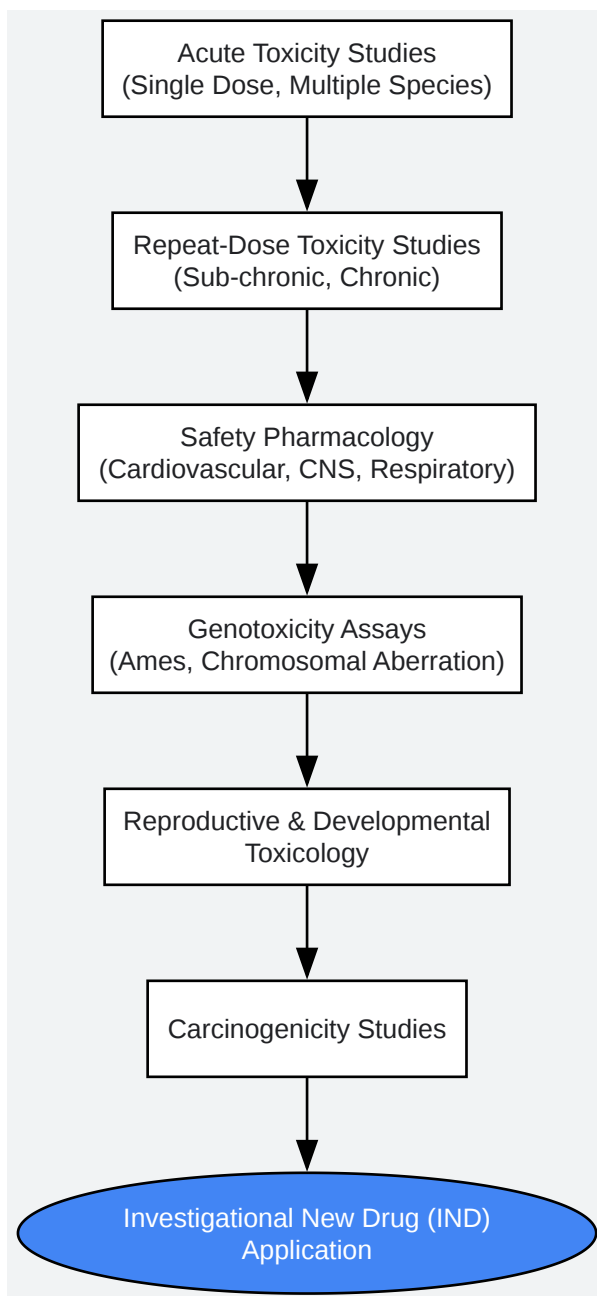 Acute Toxicity Studies
(Single Dose, Multiple Species)
Repeat-Dose Toxicity Studies
(Sub-chronic, Chronic)
Safety Pharmacology
(Cardiovascular, CNS, Respiratory)
Genotoxicity Assays
(Ames, Chromosomal Aberration)
Reproductive & Developmental
Toxicology
Carcinogenicity Studies
Investigational New Drug (IND)
Application